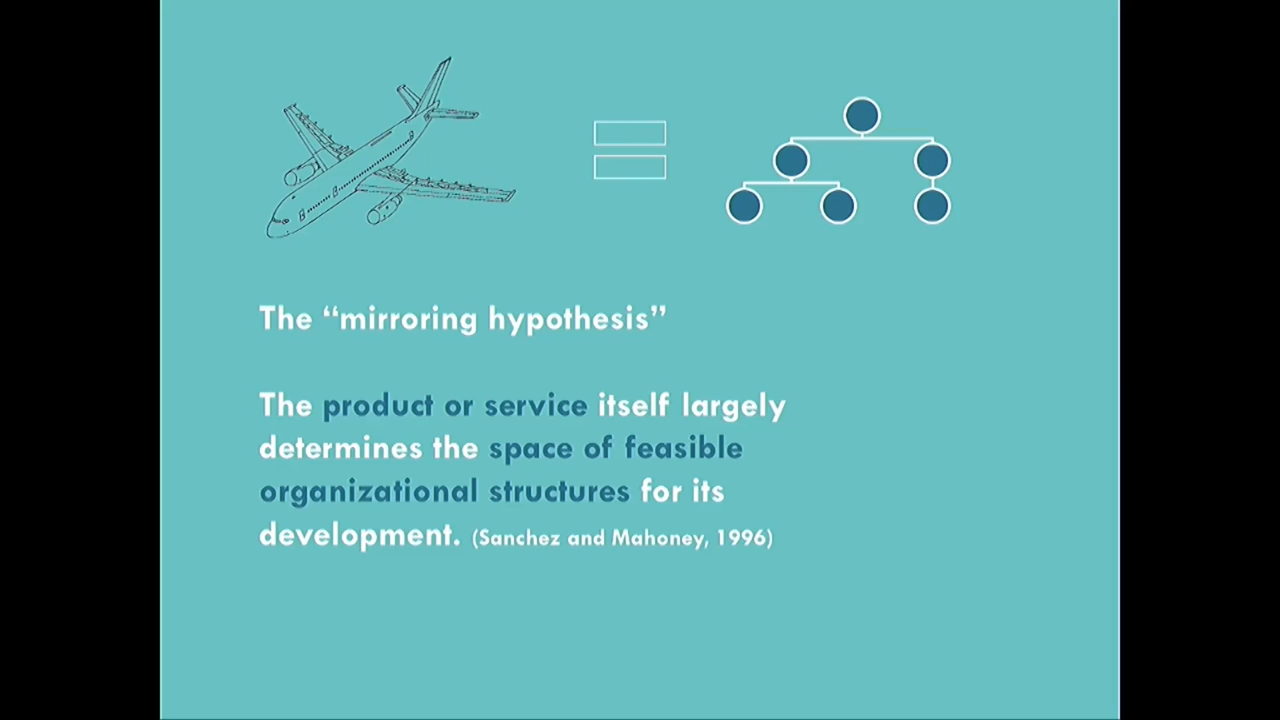 The “mirroring hypothesis”
The product or service itself largely
determines the space of feasible
organizational structures for its
development. (Sanchez and Mahoney, 1996)